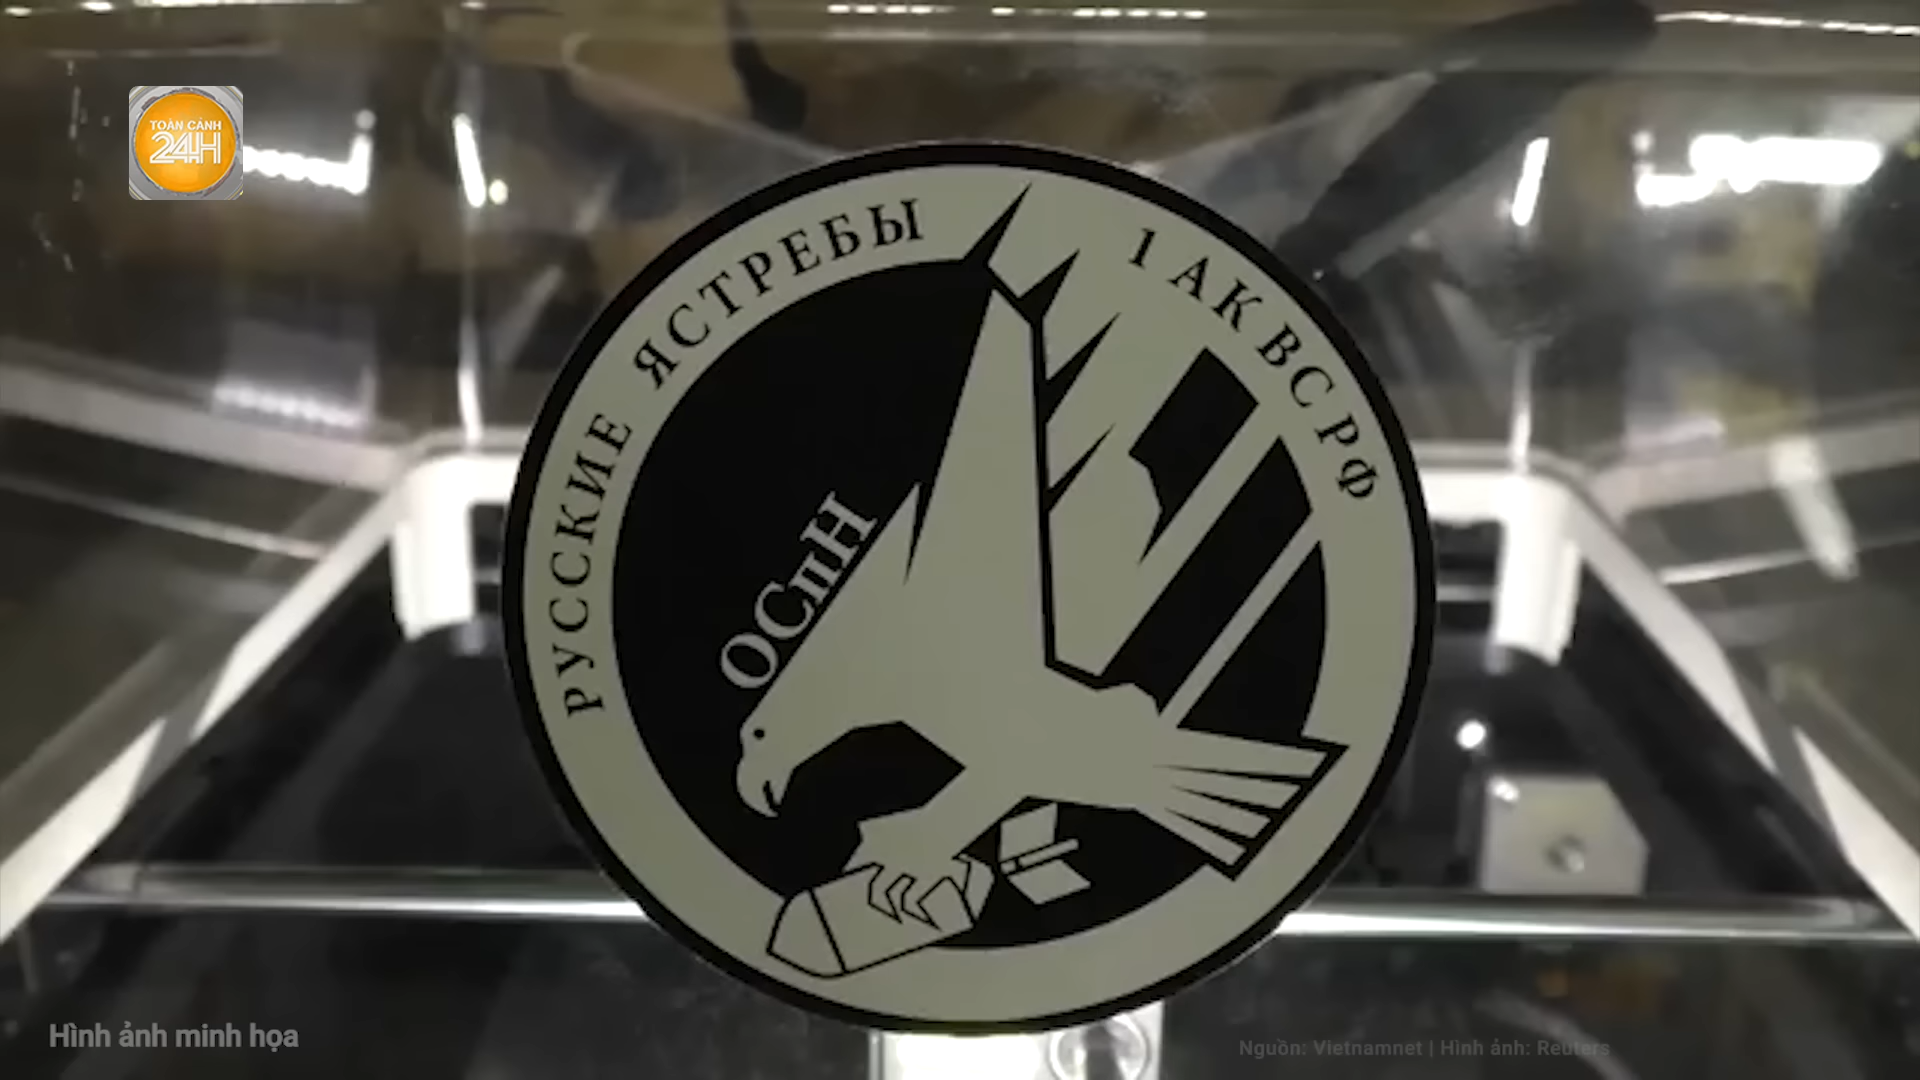 TOÀN CẢNH
24H
РУССКИЕ ЯСТРЕБЫ
1 АК ВС РФ
ОСпН
Hình ảnh minh họa
Nguồn: Vietnamnet | Hình ảnh: Reuters